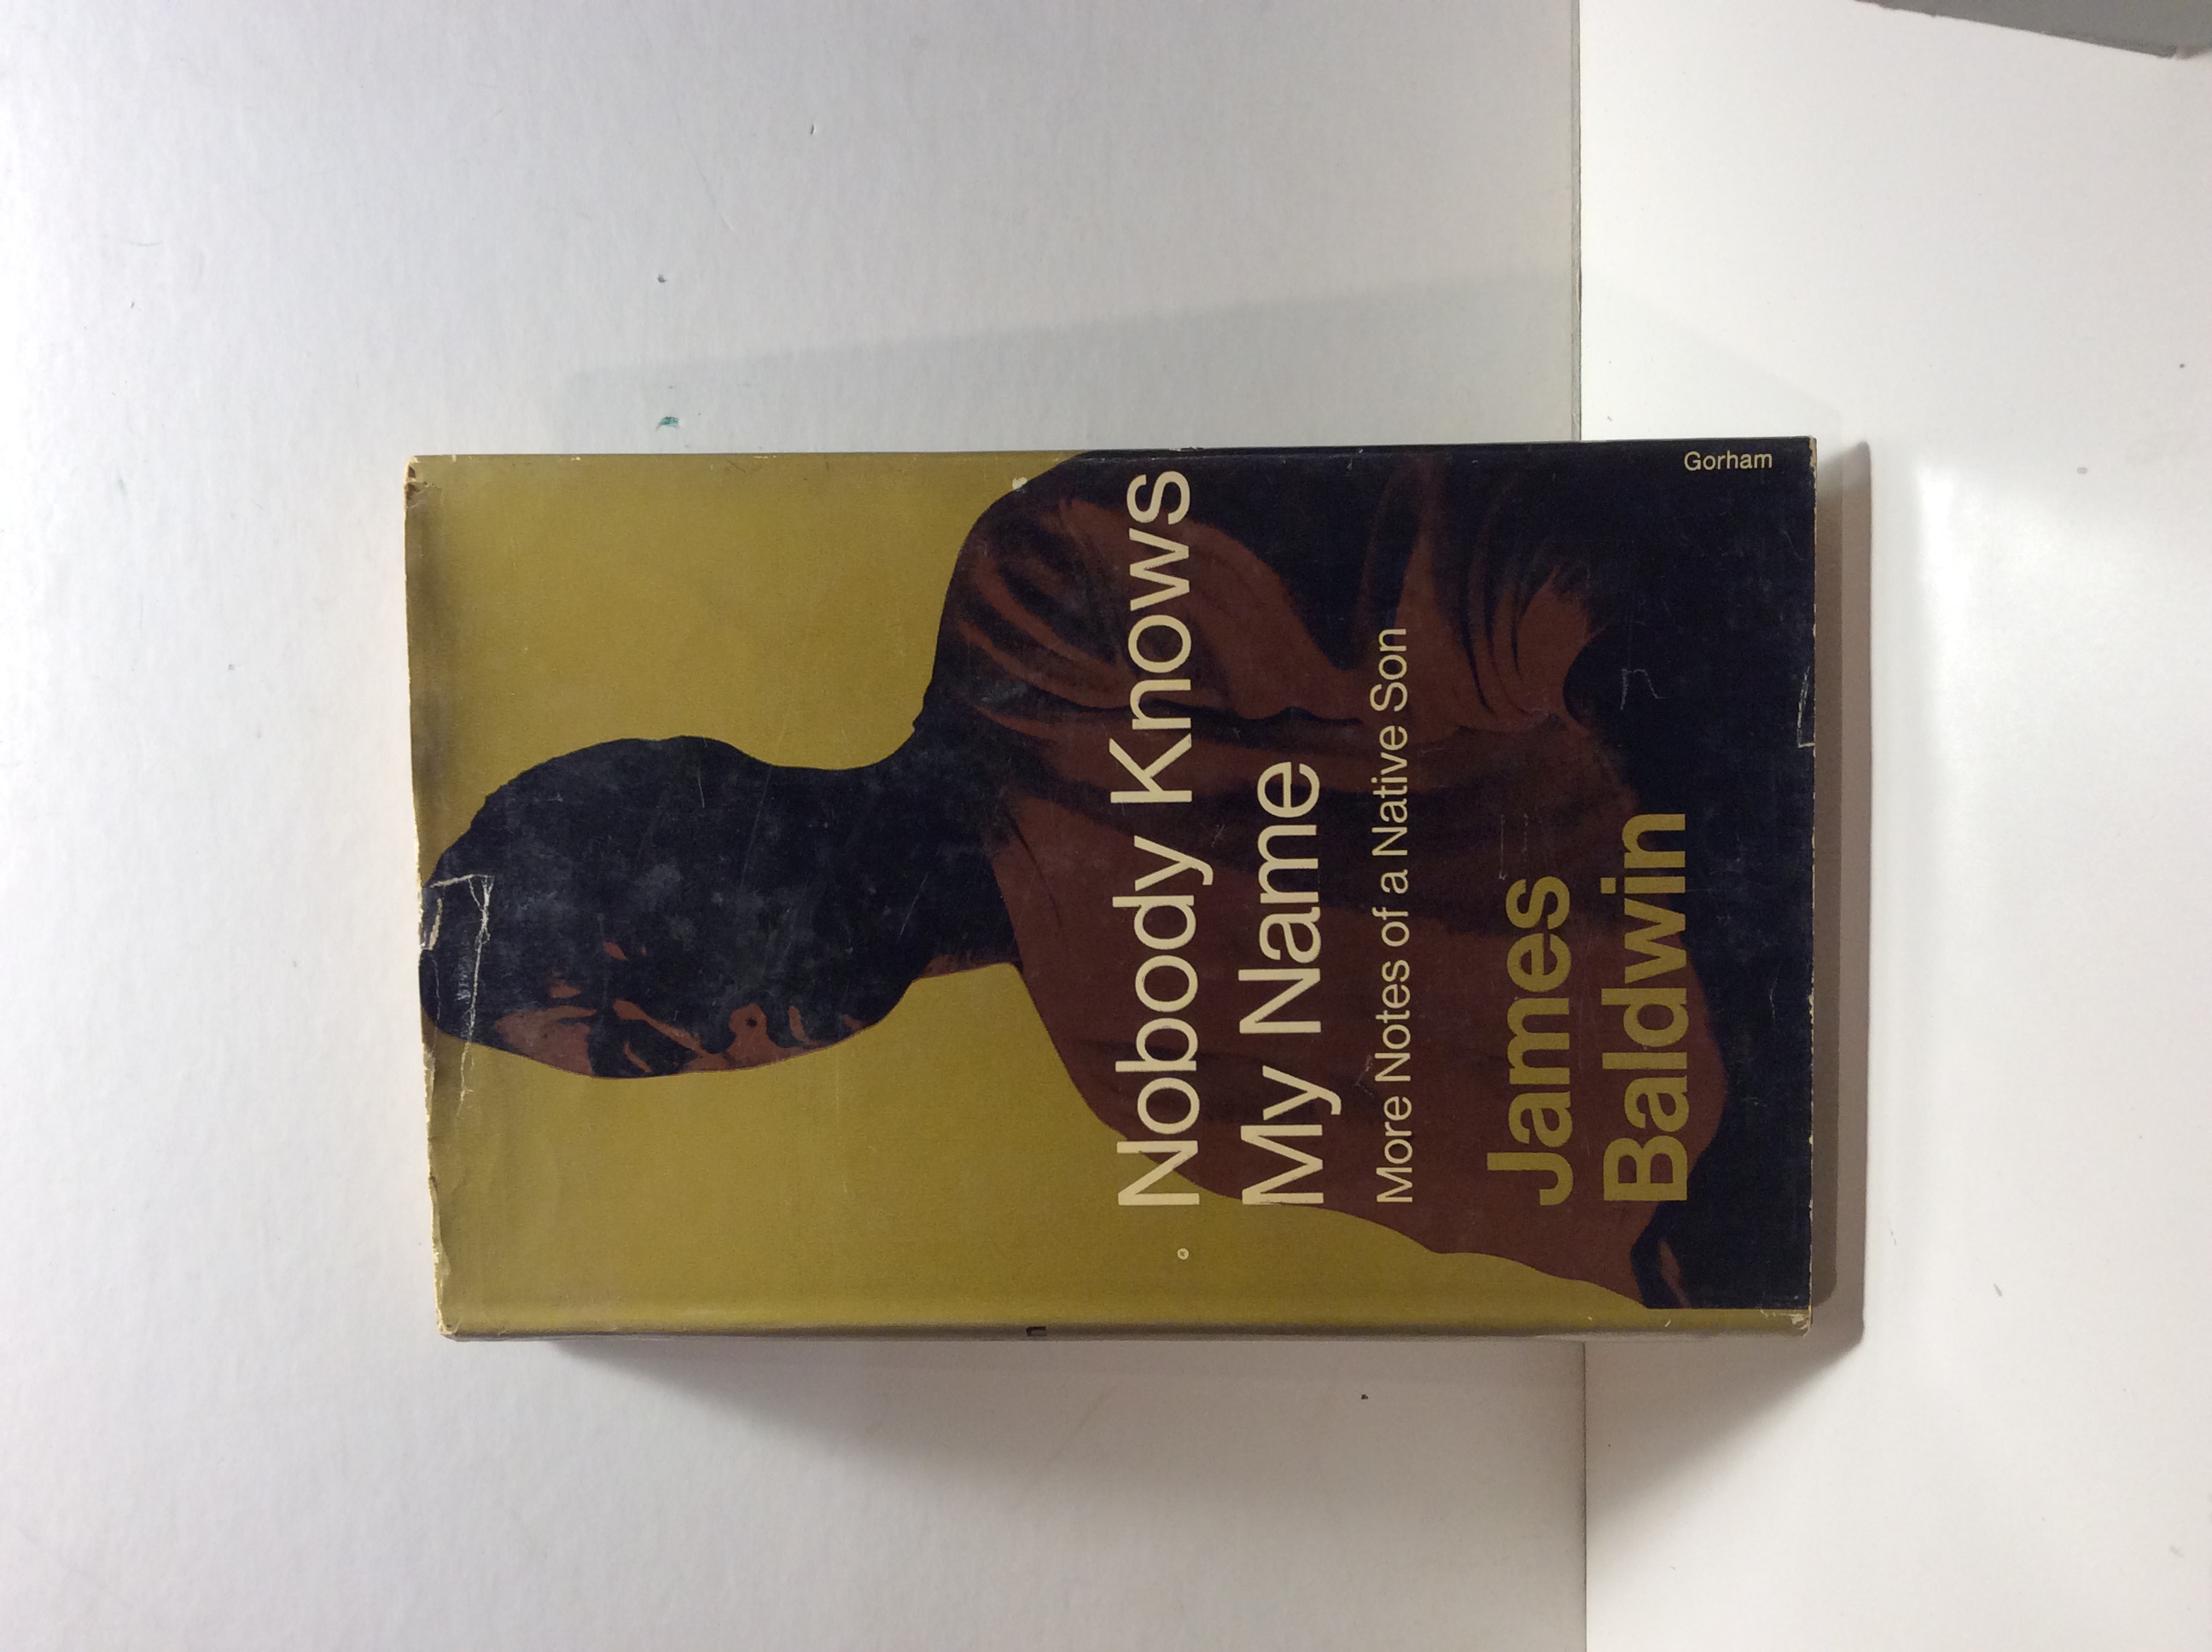 Nobody Knows
My Name
More Notes of a Native Son
James
Baldwin
Gorham